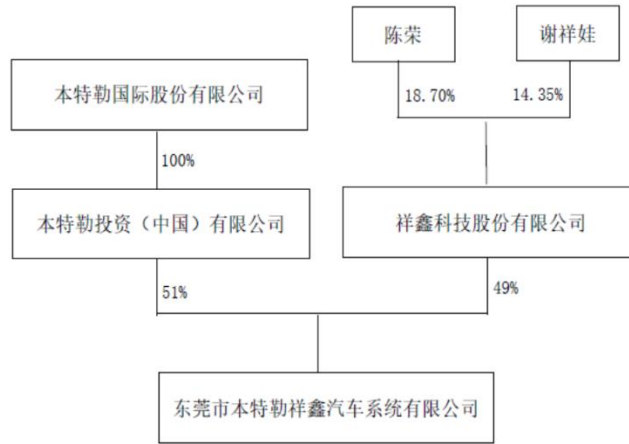 陈荣
谢祥娃
18.70%
14.35%
本特勒国际股份有限公司
100%
本特勒投资（中国）有限公司
祥鑫科技股份有限公司
51%
49%
东莞市本特勒祥鑫汽车系统有限公司